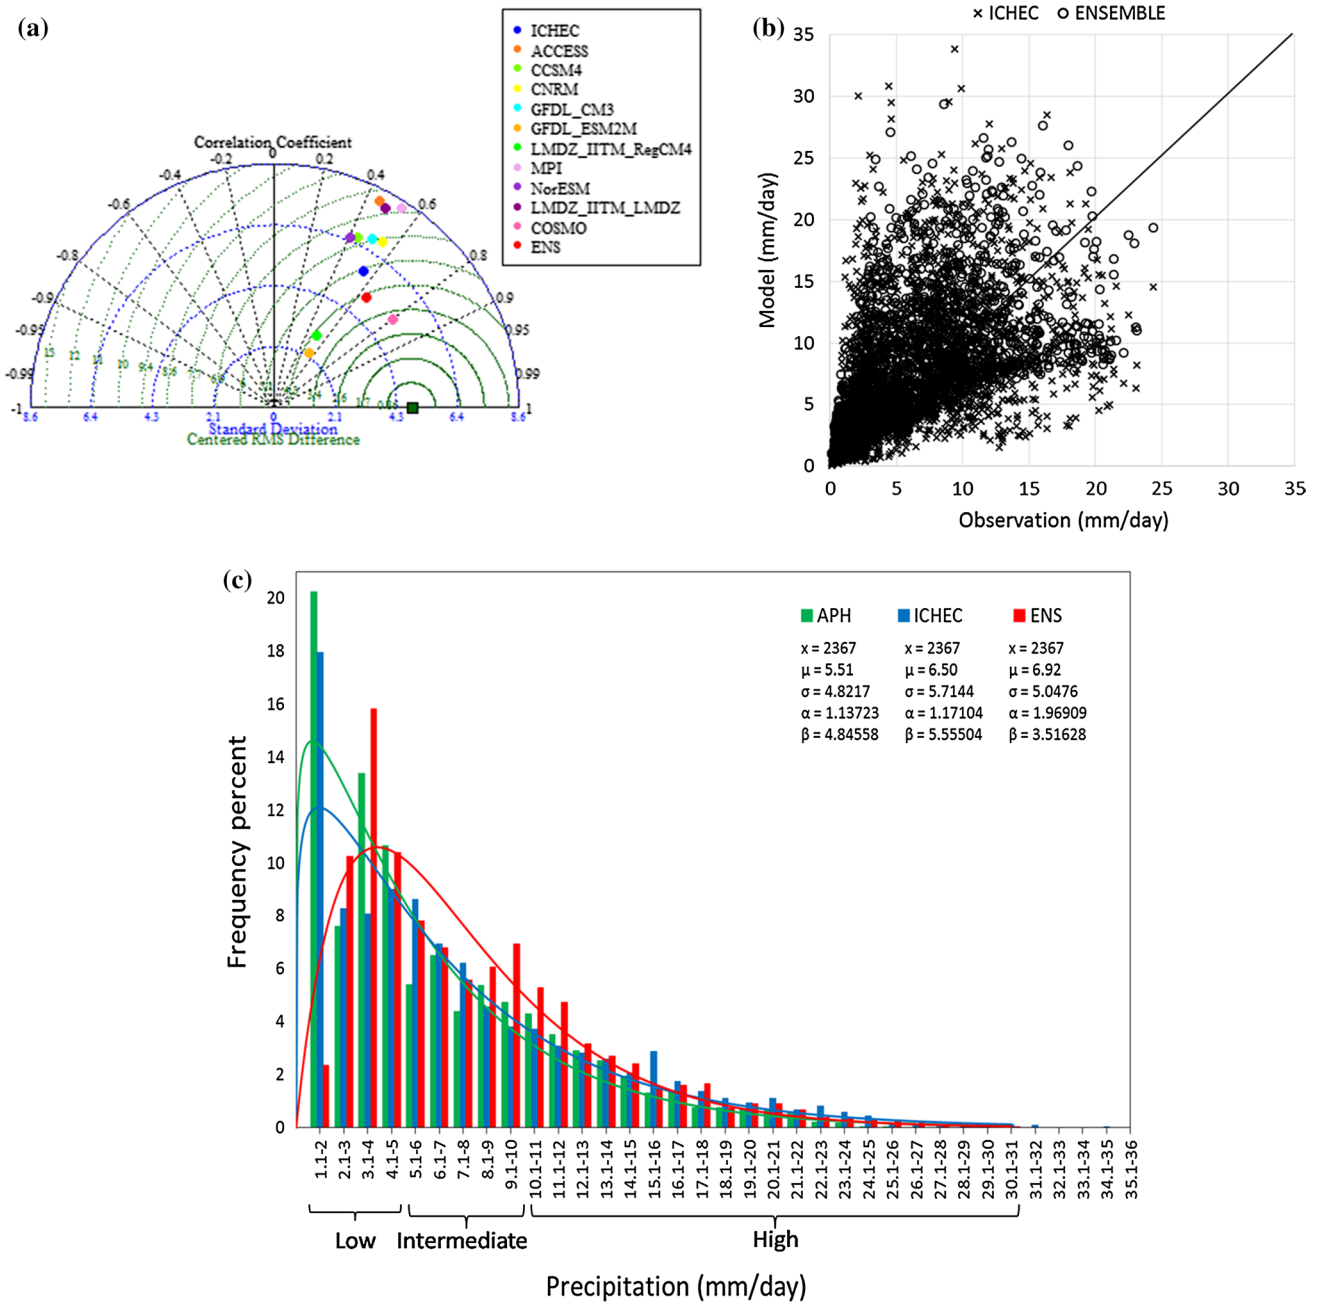 (a)
ICHEC
ACCESS
CCSM4
CNRM
GFDL_CM3
GFDL_ESM2M
LMDZ_IITM_RegCM4
MPI
NorESM
LMDZ_IITM_LMDZ
COSMO
ENS
Correlation Coefficient
-1 -0.99 -0.95 -0.9 -0.8 -0.6 -0.4 -0.2 0 0.2 0.4 0.6 0.8 0.9 0.95 0.99 1
15 12 11 10 9.4 8.6
8.6 6.4 4.3 2.1 0 2.1 4.3 6.4 8.6
Standard Deviation
Centered RMS Difference
(b)
× ICHEC ○ ENSEMBLE
Model (mm/day)
35
30
25
20
15
10
5
0
0 5 10 15 20 25 30 35
Observation (mm/day)
(c)
Frequency percent
20
18
16
14
12
10
8
6
4
2
0
APH ICHEC ENS
x = 2367 x = 2367 x = 2367
μ = 5.51 μ = 6.50 μ = 6.92
σ = 4.8217 σ = 5.7144 σ = 5.0476
α = 1.13723 α = 1.17104 α = 1.96909
β = 4.84558 β = 5.55504 β = 3.51628
1.1-2 2.1-3 3.1-4 4.1-5 5.1-6 6.1-7 7.1-8 8.1-9 9.1-10 10.1-11 11.1-12 12.1-13 13.1-14 14.1-15 15.1-16 16.1-17 17.1-18 18.1-19 19.1-20 20.1-21 21.1-22 22.1-23 23.1-24 24.1-25 25.1-26 26.1-27 27.1-28 28.1-29 29.1-30 30.1-31 31.1-32 32.1-33 33.1-34 34.1-35 35.1-36
Low Intermediate High
Precipitation (mm/day)